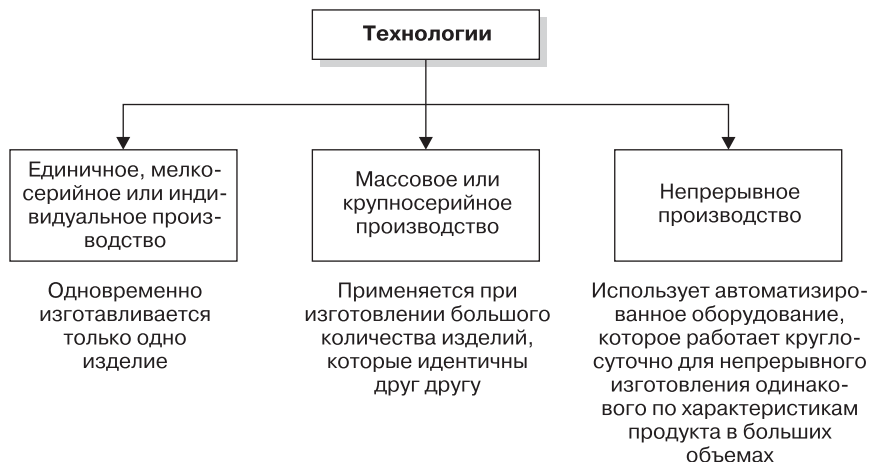 Технологии
Единичное, мелко-
серийное или инди-
видуальное произ-
водство
Массовое или
крупносерийное
производство
Непрерывное
производство
Одновременно
изготавливается
только одно
изделие
Применяется при
изготовлении большого
количества изделий,
которые идентичны
друг другу
Использует автоматизиро-
ванное оборудование,
которое работает кругло-
суточно для непрерывного
изготовления одинако-
вого по характеристикам
продукта в больших
объемах